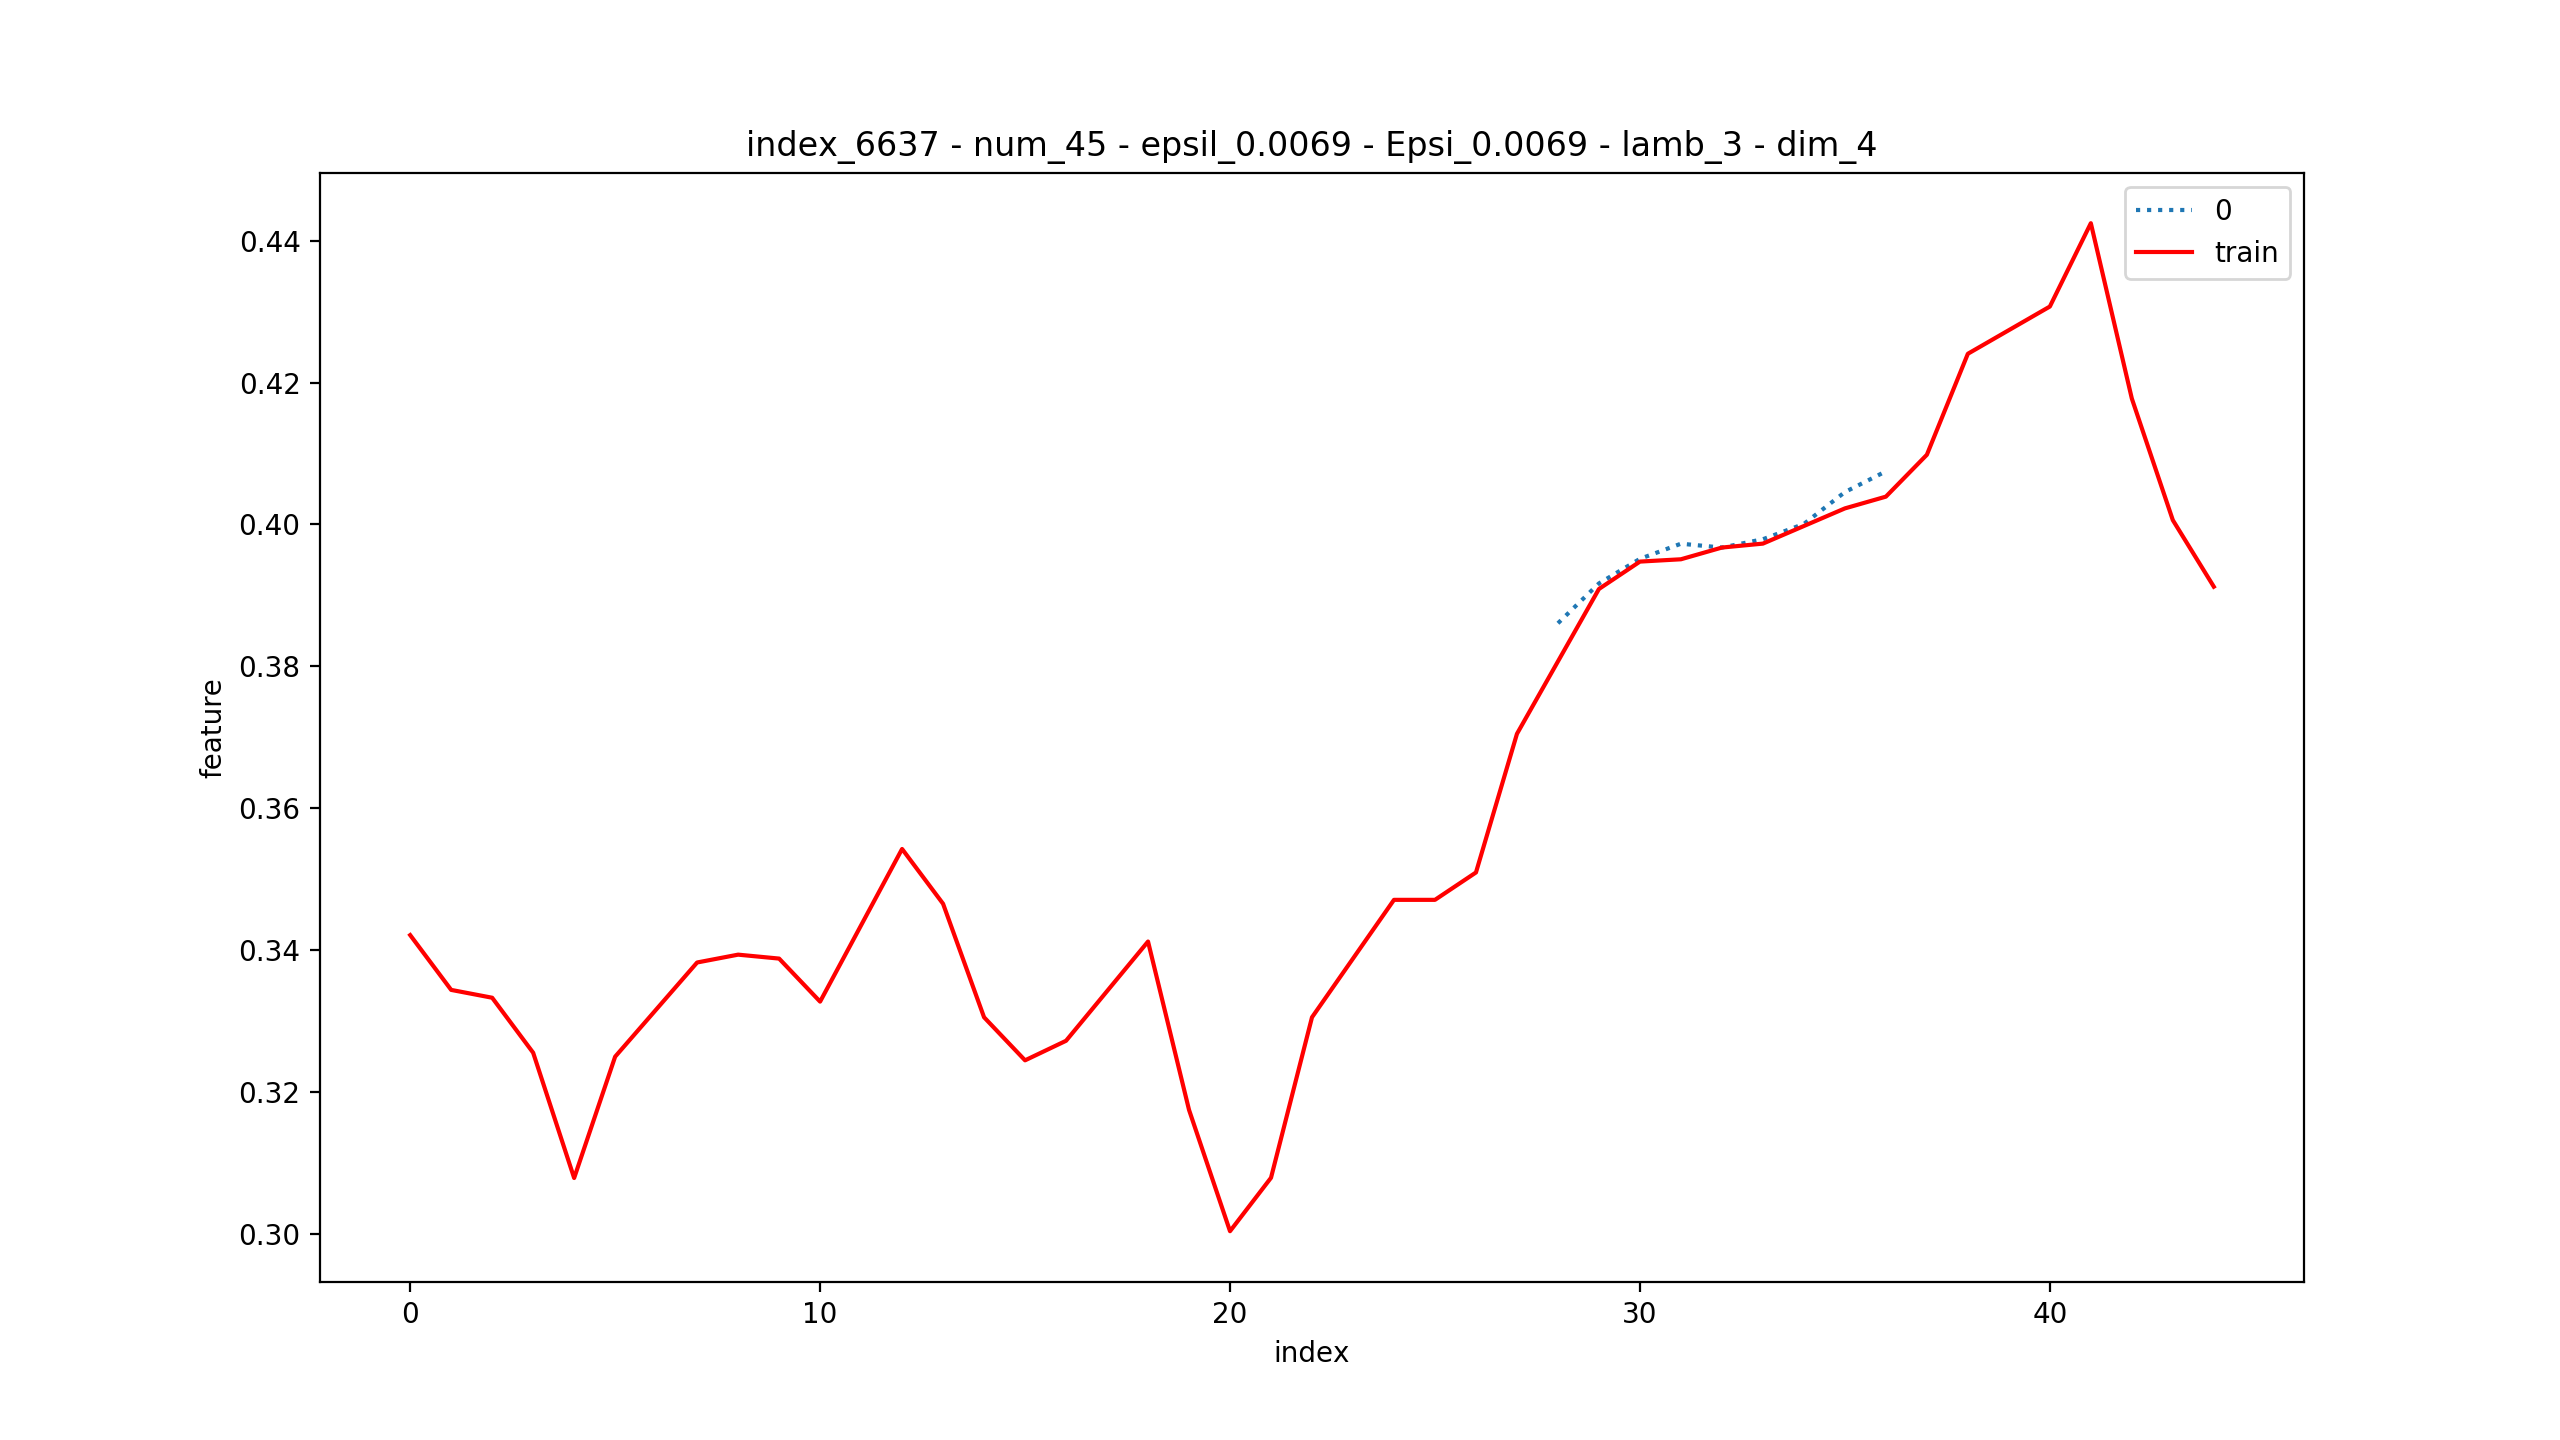 index_6637 - num_45 - epsil_0.0069 - Epsi_0.0069 - lamb_3 - dim_4
0
train
0.44
0.42
0.40
0.38
0.36
0.34
0.32
0.30
feature
0 10 20 30 40
index